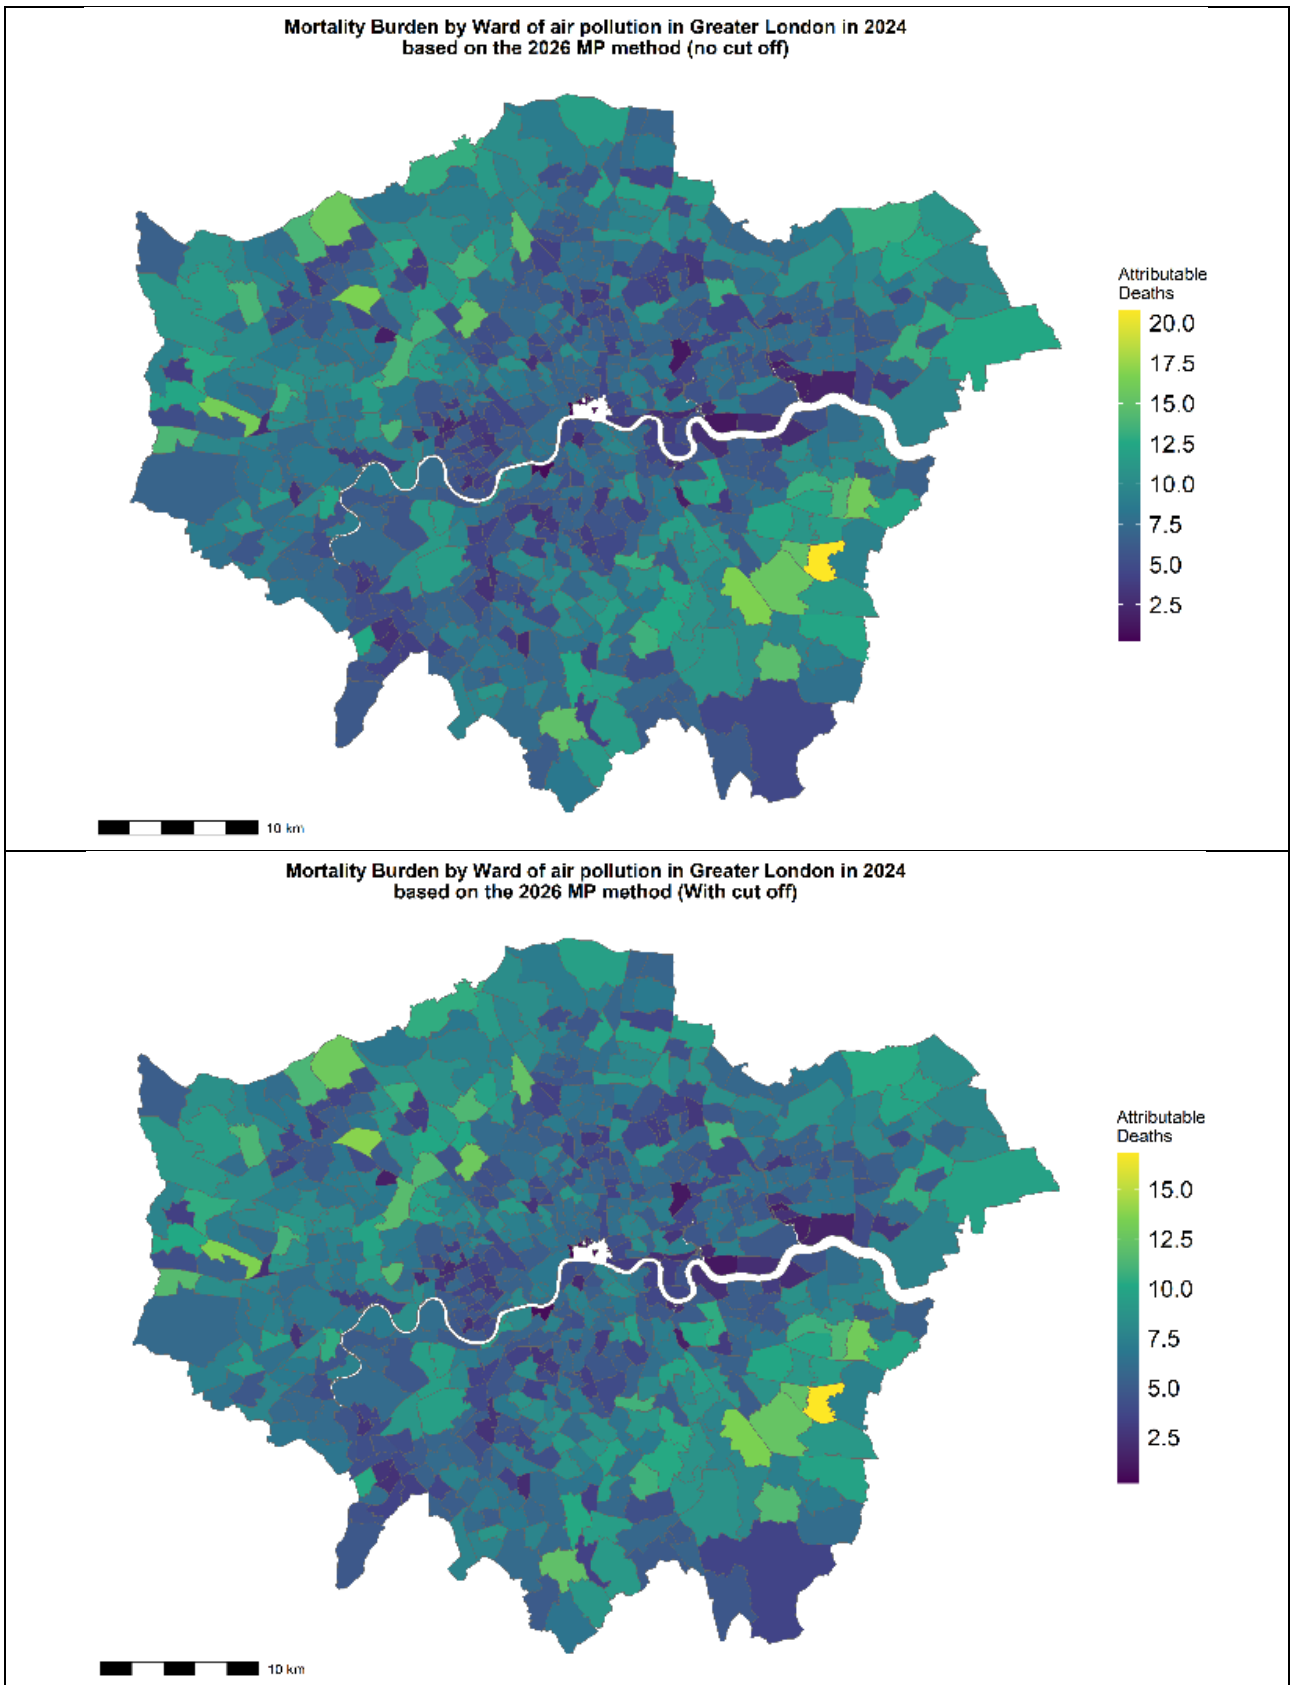 Mortality Burden by Ward of air pollution in Greater London in 2024
based on the 2026 MP method (no cut off)
Attributable
Deaths
20.0
17.5
15.0
12.5
10.0
7.5
5.0
2.5
10 km
Mortality Burden by Ward of air pollution in Greater London in 2024
based on the 2026 MP method (With cut off)
Attributable
Deaths
15.0
12.5
10.0
7.5
5.0
2.5
10 km